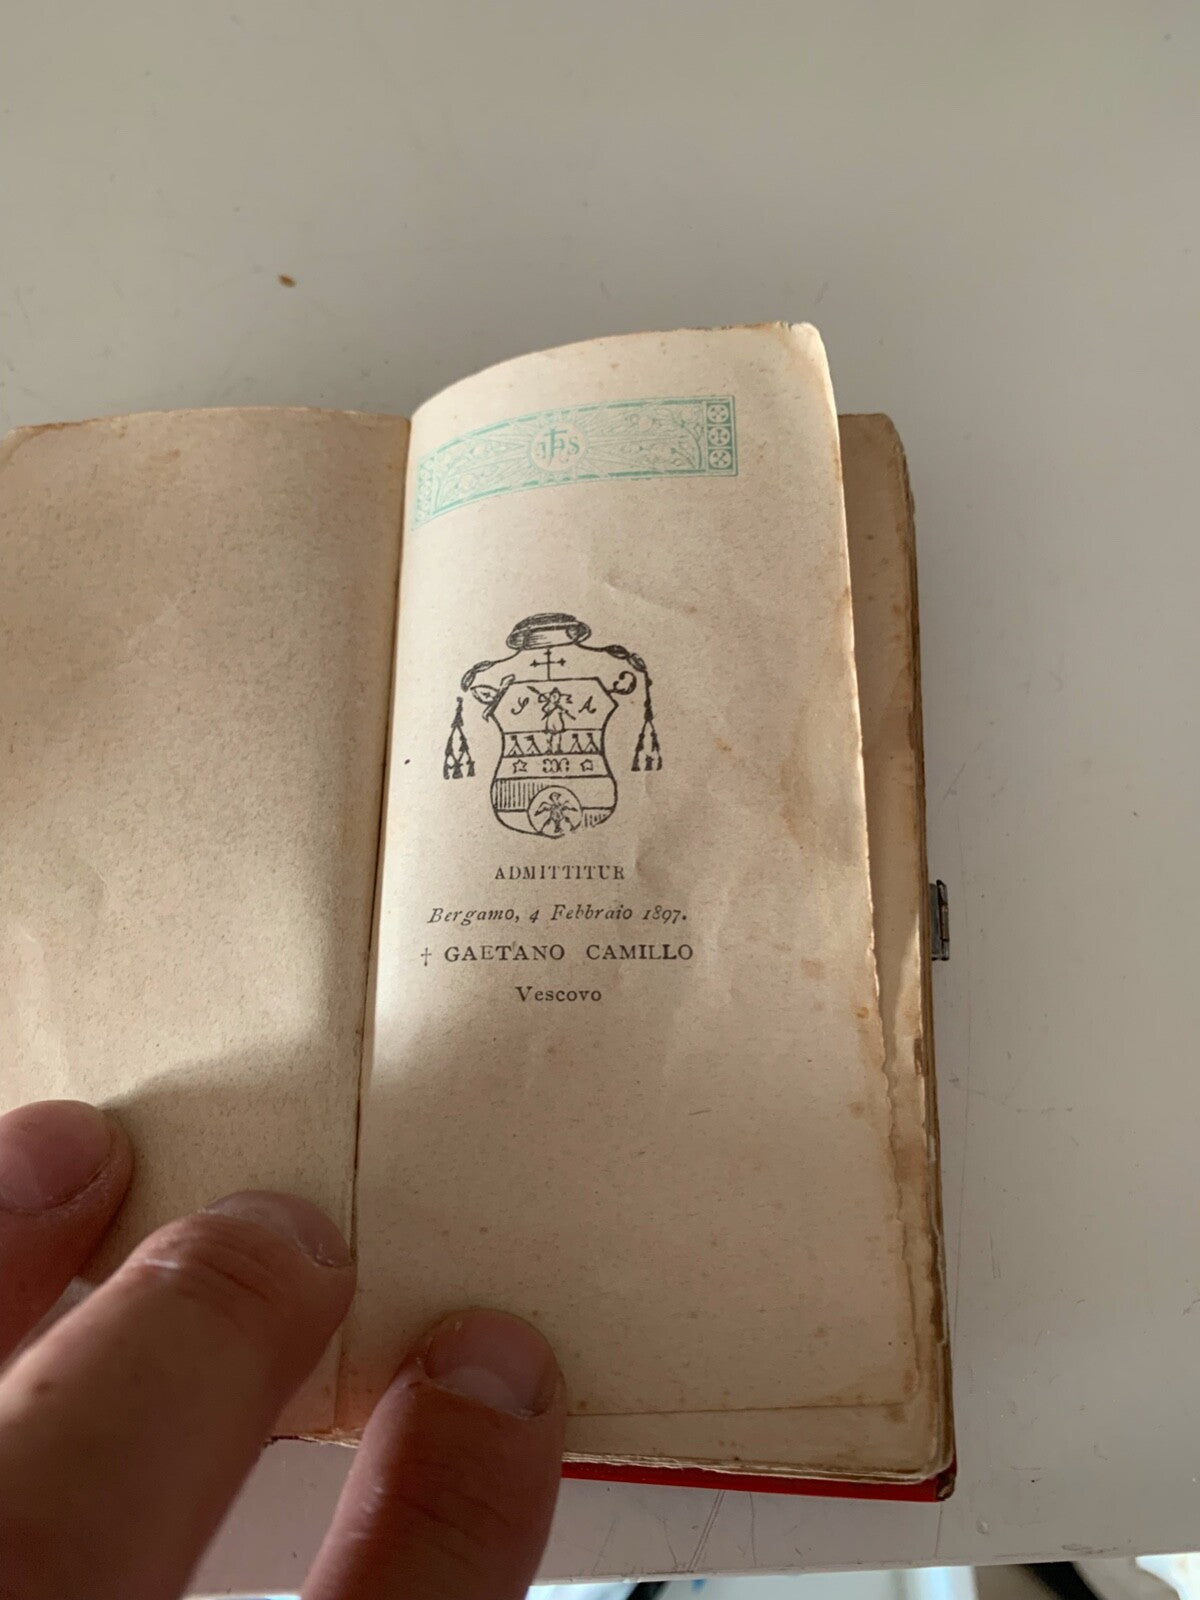 IHS
S A
ADMITTITUR
Bergamo, 4 Febbraio 1897.
† GAETANO CAMILLO
Vescovo